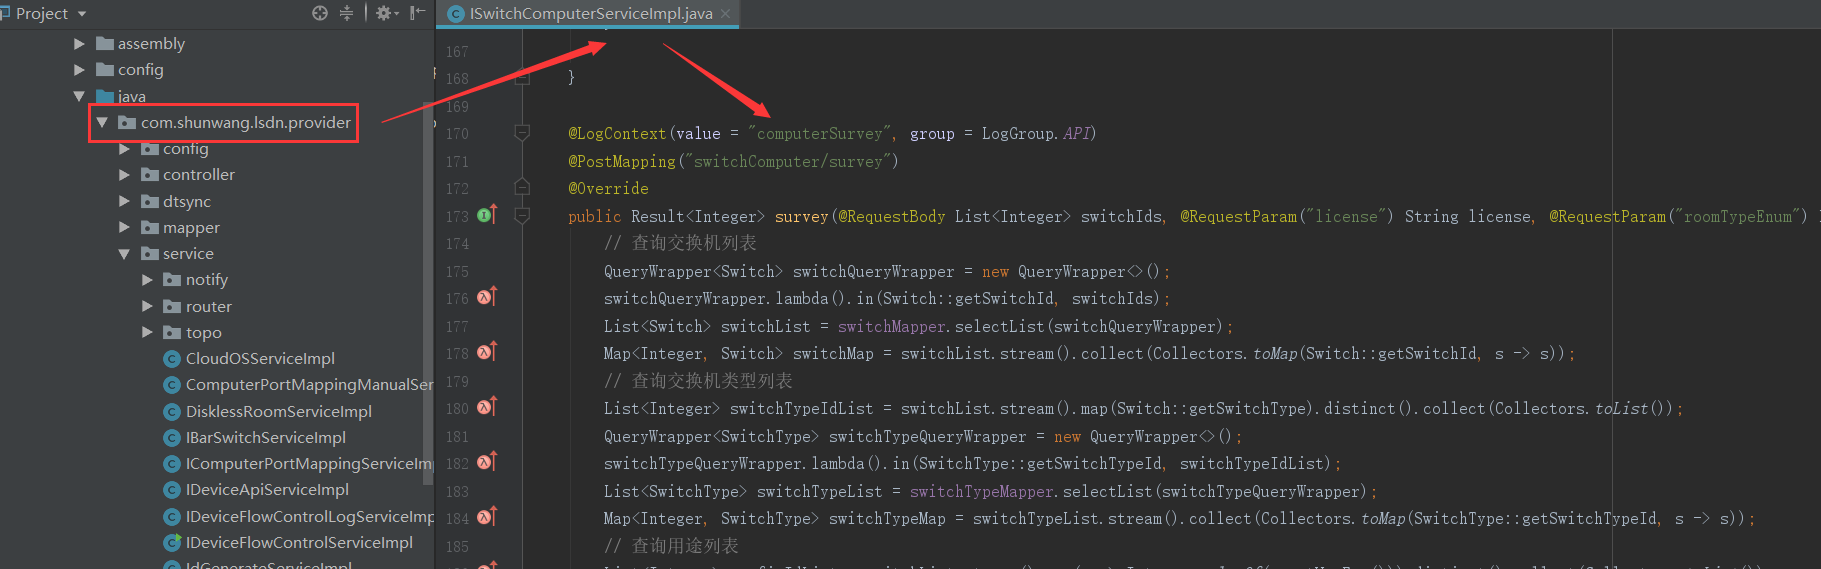 Project
assembly
config
java
com.shunwang.lsdn.provider
config
controller
dtsync
mapper
service
notify
router
topo
CloudOSServiceImpl
ComputerPortMappingManualSer
DisklessRoomServiceImpl
IBarSwitchServiceImpl
IComputerPortMappingServiceImp
IDeviceApiServiceImpl
IDeviceFlowControlLogServiceImp
IDeviceFlowControlServiceImpl
IdGenerateServiceImpl
ISwitchComputerServiceImpl.java
167
168 }
169
170 @LogContext(value = "computerSurvey", group = LogGroup.API)
171 @PostMapping("switchComputer/survey")
172 @Override
173 public Result<Integer> survey(@RequestBody List<Integer> switchIds, @RequestParam("license") String license, @RequestParam("roomTypeEnum")
174 // 查询交换机列表
175 QueryWrapper<Switch> switchQueryWrapper = new QueryWrapper<>();
176 switchQueryWrapper.lambda().in(Switch::getSwitchId, switchIds);
177 List<Switch> switchList = switchMapper.selectList(switchQueryWrapper);
178 Map<Integer, Switch> switchMap = switchList.stream().collect(Collectors.toMap(Switch::getSwitchId, s -> s));
179 // 查询交换机类型列表
180 List<Integer> switchTypeIdList = switchList.stream().map(Switch::getSwitchType).distinct().collect(Collectors.toList());
181 QueryWrapper<SwitchType> switchTypeQueryWrapper = new QueryWrapper<>();
182 switchTypeQueryWrapper.lambda().in(SwitchType::getSwitchTypeId, switchTypeIdList);
183 List<SwitchType> switchTypeList = switchTypeMapper.selectList(switchTypeQueryWrapper);
184 Map<Integer, SwitchType> switchTypeMap = switchTypeList.stream().collect(Collectors.toMap(SwitchType::getSwitchTypeId, s -> s));
185 // 查询用途列表